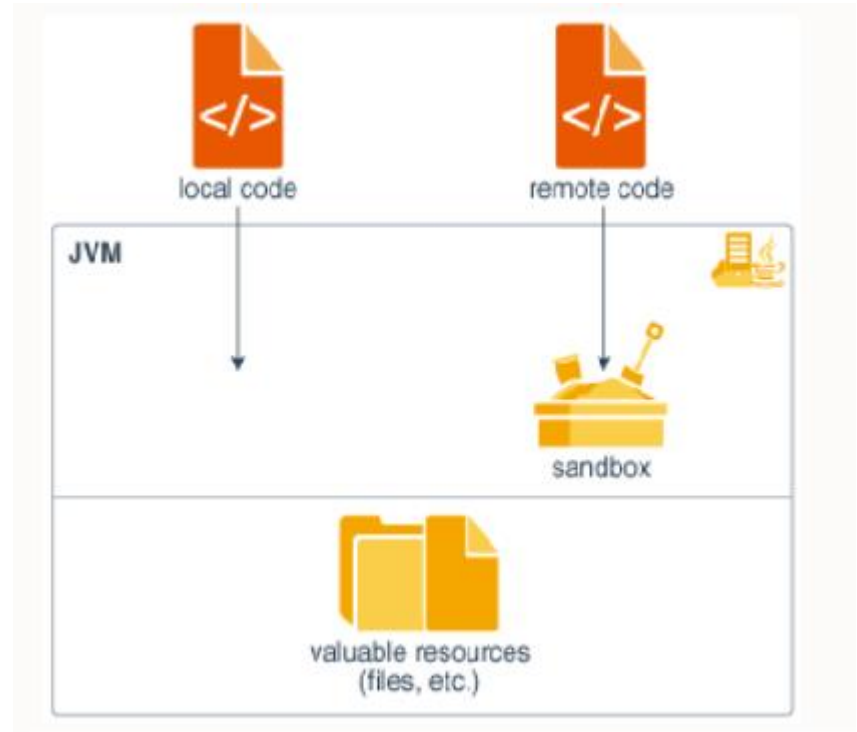 </>
</>
local code
remote code
JVM
sandbox
valuable resources
(files, etc.)